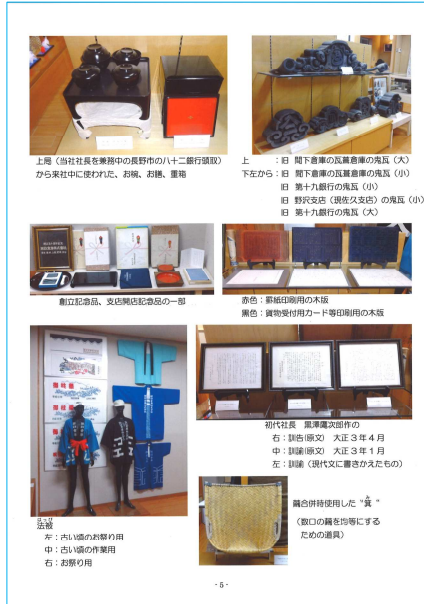 上局（当社社長を兼務中の長野市の八十二銀行頭取）
から来社中に使われた、お椀、お膳、重箱
上　　：旧　間下倉庫の瓦葺倉庫の鬼瓦（大）
下左から：旧　間下倉庫の瓦葺倉庫の鬼瓦（小）
旧　第十九銀行の鬼瓦（小）
旧　野沢支店（現佐久支店）の鬼瓦（小）
旧　第十九銀行の鬼瓦（大）
創立記念品、支店開店記念品の一部
赤色：罫紙印刷用の木版
黒色：貨物受付用カード等印刷用の木版
初代社長　黒澤鷹次郎作の
右：訓告(原文)　大正３年４月
中：訓諭(原文)　大正３年１月
左：訓諭（現代文に書きかえたもの）
はっぴ
法被
左：古い頃のお祭り用
中：古い頃の作業用
右：お祭り用
み
繭合併時使用した “箕 ”
（数口の繭を均等にする
ための道具）
- 5 -